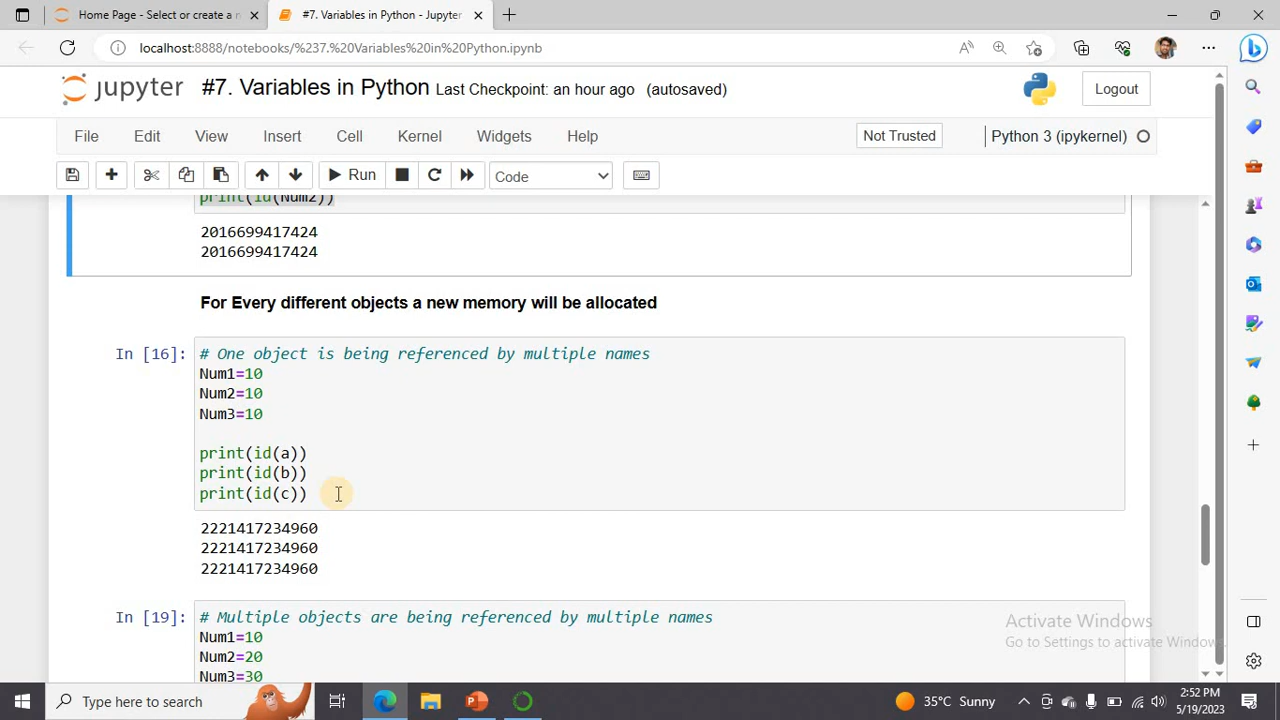 Home Page - Select or create a n
#7. Variables in Python - Jupyter
localhost:8888/notebooks/%237.%20Variables%20in%20Python.ipynb
jupyter #7. Variables in Python Last Checkpoint: an hour ago (autosaved)
Logout
File Edit View Insert Cell Kernel Widgets Help
Not Trusted
Python 3 (ipykernel)
Run
Code
print(id(Num2))
2016699417424
2016699417424
For Every different objects a new memory will be allocated
In [16]: # One object is being referenced by multiple names
Num1=10
Num2=10
Num3=10
print(id(a))
print(id(b))
print(id(c))
2221417234960
2221417234960
2221417234960
In [19]: # Multiple objects are being referenced by multiple names
Num1=10
Num2=20
Num3=30
Activate Windows
Go to Settings to activate Windows.
Type here to search
35°C Sunny
2:52 PM
5/19/2023